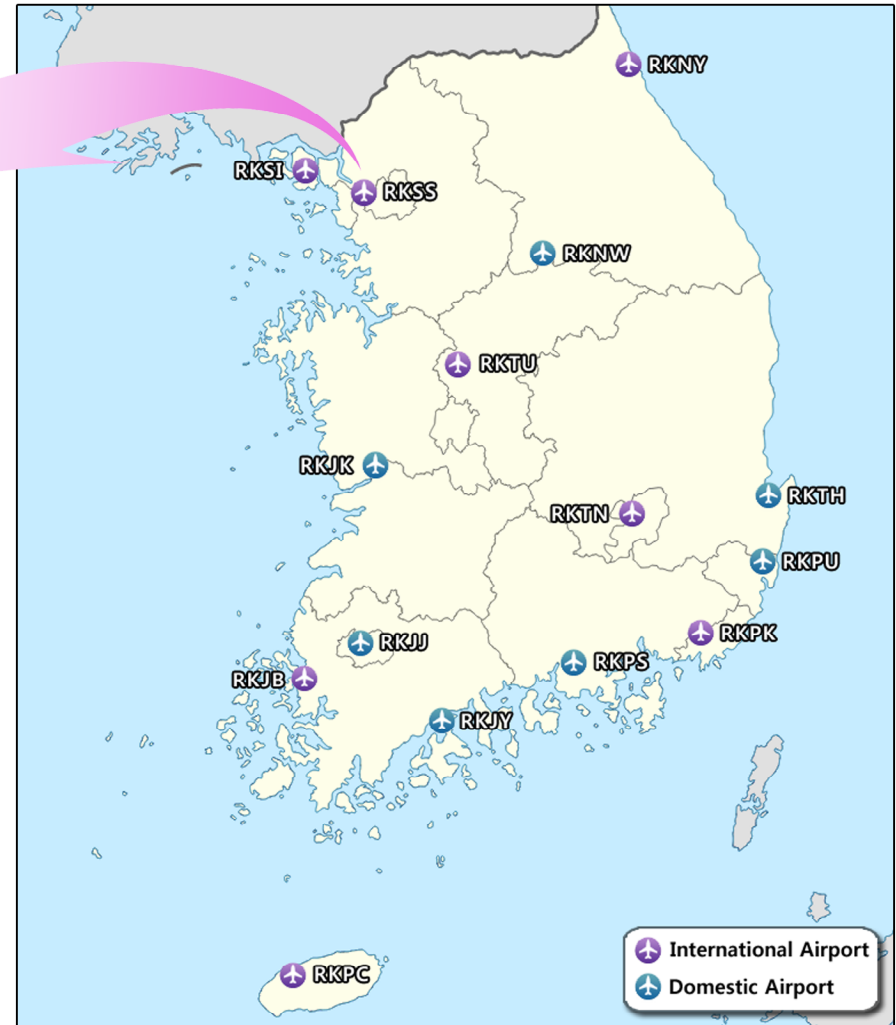 RKNY
RKSI
RKSS
RKNW
RKTU
RKJK
RKTH
RKTN
RKPU
RKPK
RKJJ
RKPS
RKJB
RKJY
International Airport
RKPC
Domestic Airport